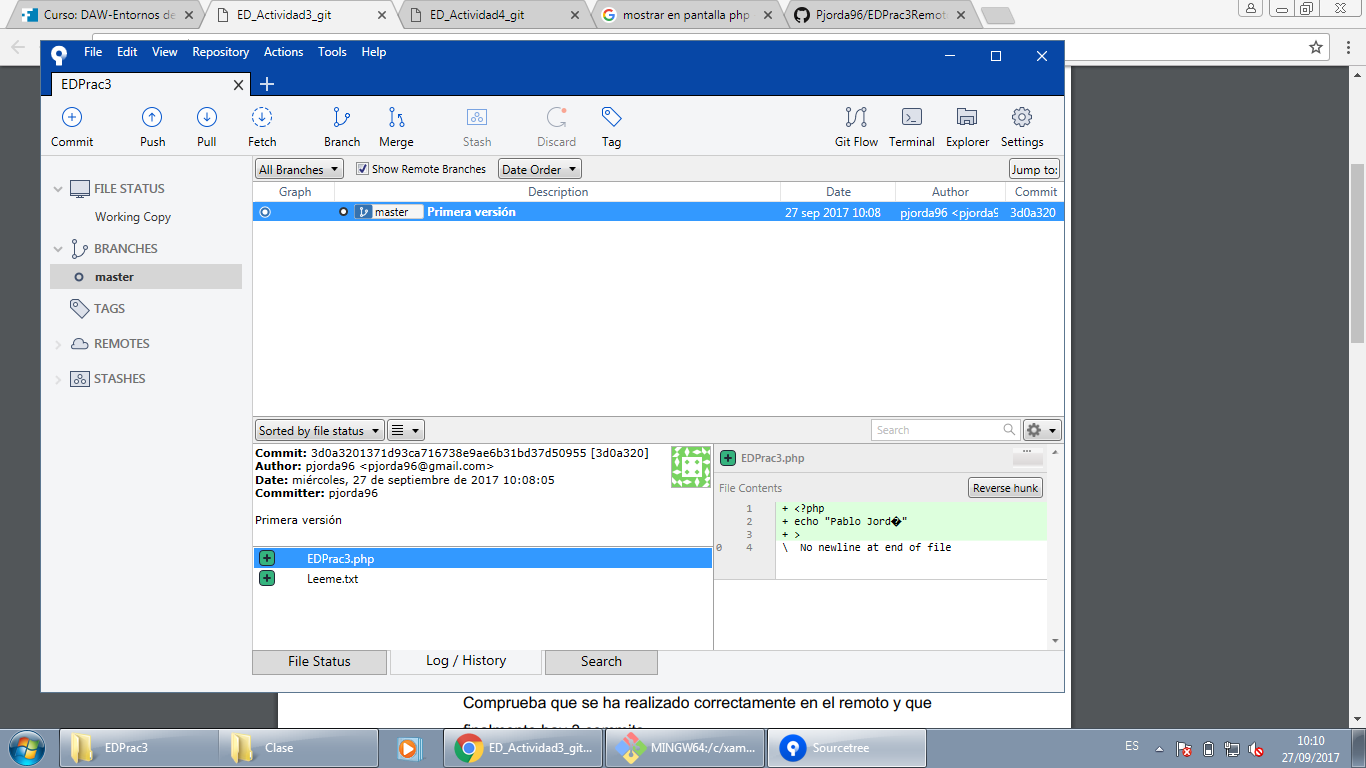 Curso: DAW-Entornos de
ED_Actividad3_git
ED_Actividad4_git
mostrar en pantalla php
Pjorda96/EDPrac3Remot
File Edit View Repository Actions Tools Help
EDPrac3
Commit Push Pull Fetch Branch Merge Stash Discard Tag Git Flow Terminal Explorer Settings
All Branches Show Remote Branches Date Order Jump to:
FILE STATUS
Working Copy
BRANCHES
master
TAGS
REMOTES
STASHES
Graph Description Date Author Commit
master Primera versión 27 sep 2017 10:08 pjorda96 <pjorda9 3d0a320
Sorted by file status Search
Commit: 3d0a3201371d93ca716738e9ae6b31bd37d50955 [3d0a320]
Author: pjorda96 <pjorda96@gmail.com>
Date: miércoles, 27 de septiembre de 2017 10:08:05
Committer: pjorda96
Primera versión
EDPrac3.php
Leeme.txt
EDPrac3.php
File Contents Reverse hunk
1 + <?php
2 + echo "Pablo Jord�"
3 + >
0 4 \ No newline at end of file
File Status Log / History Search
Comprueba que se ha realizado correctamente en el remoto y que
EDPrac3
Clase
ED_Actividad3_git...
MINGW64:/c/xam...
Sourcetree
ES
10:10
27/09/2017